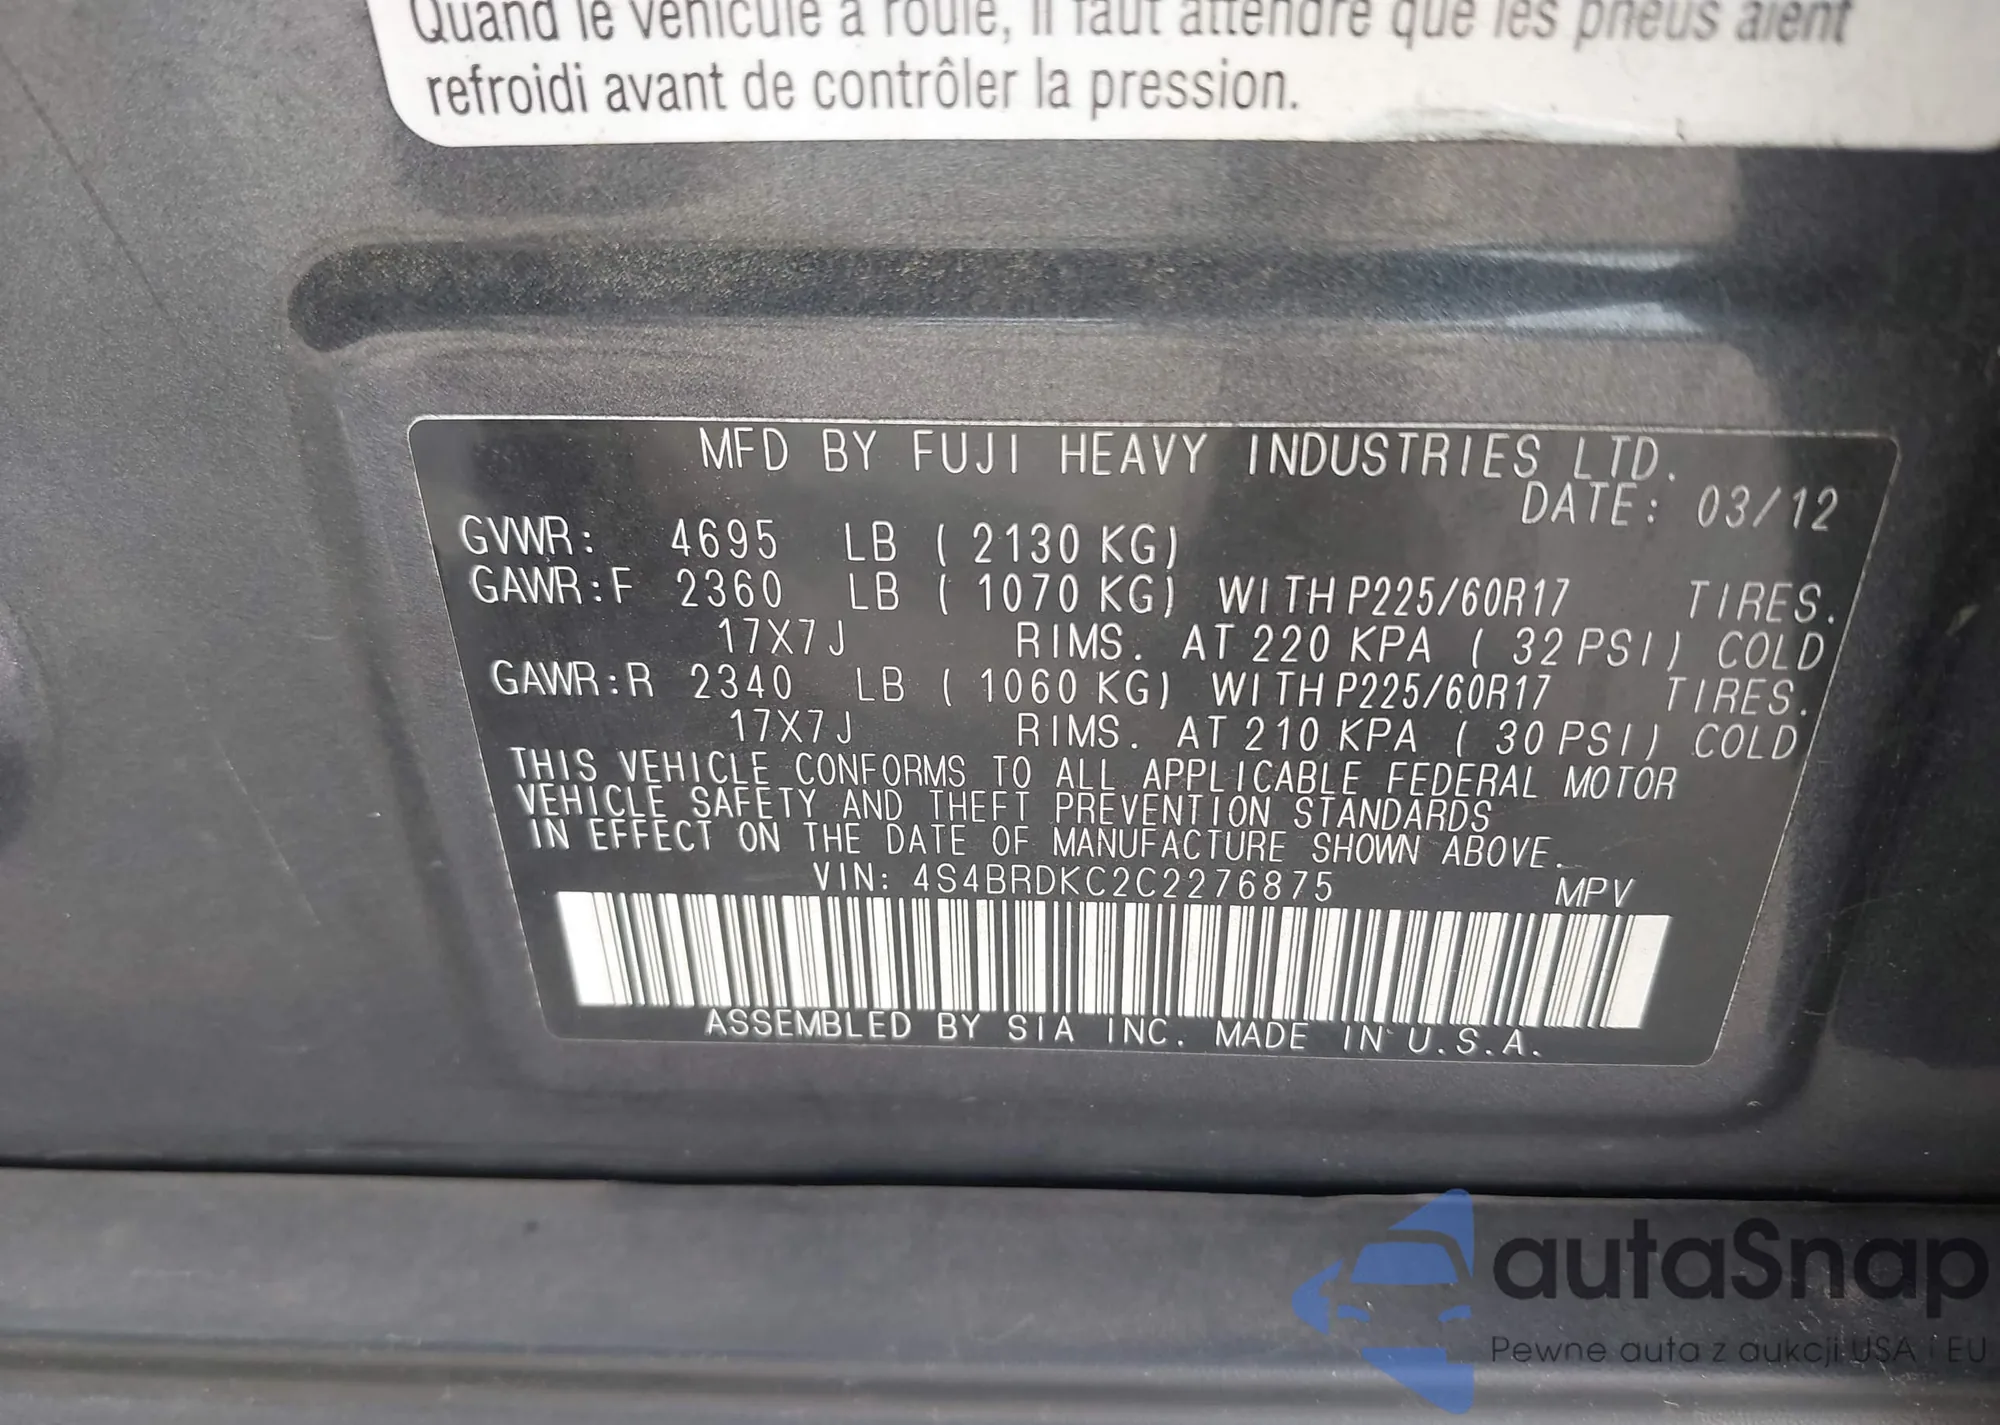 Quand le véhicule a roulé, il faut attendre que les pneus aient
refroidi avant de contrôler la pression.
MFD BY FUJI HEAVY INDUSTRIES LTD.
DATE: 03/12
GVWR: 4695 LB ( 2130 KG)
GAWR:F 2360 LB ( 1070 KG) WITH P225/60R17 TIRES.
17X7J RIMS. AT 220 KPA ( 32 PSI) COLD
GAWR:R 2340 LB ( 1060 KG) WITH P225/60R17 TIRES.
17X7J RIMS. AT 210 KPA ( 30 PSI) COLD
THIS VEHICLE CONFORMS TO ALL APPLICABLE FEDERAL MOTOR
VEHICLE SAFETY AND THEFT PREVENTION STANDARDS
IN EFFECT ON THE DATE OF MANUFACTURE SHOWN ABOVE.
VIN: 4S4BRDKC2C2276875 MPV
ASSEMBLED BY SIA INC. MADE IN U.S.A.
autaSnap
Pewne auta z aukcji USA i EU